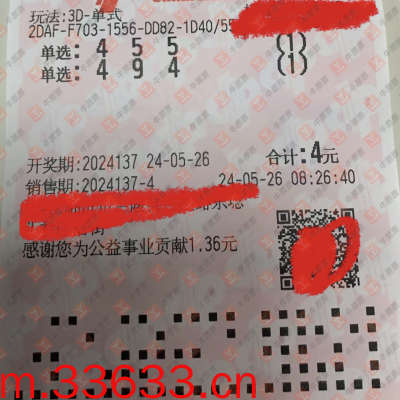 玩法:3D-单式
2DAF-F703-1556-DD82-1D40/55
单选: 4 5 5 (1)
单选: 4 9 4 (1)
开奖期:2024137 24-05-26 合计:4元
销售期:2024137-4 24-05-26 08:26:40
感谢您为公益事业贡献1.36元
m.33633.cn